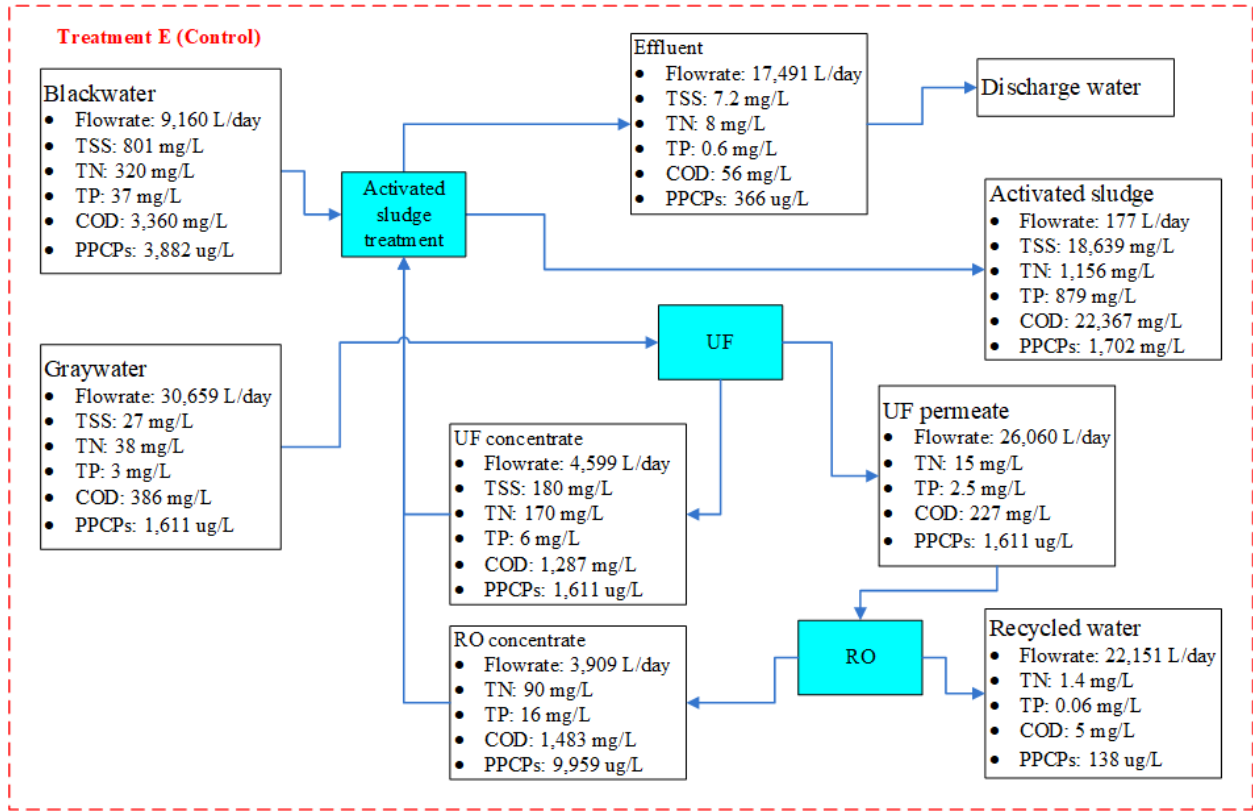 Treatment E (Control)
Blackwater
• Flowrate: 9,160 L/day
• TSS: 801 mg/L
• TN: 320 mg/L
• TP: 37 mg/L
• COD: 3,360 mg/L
• PPCPs: 3,882 ug/L
Activated
sludge
treatment
Effluent
• Flowrate: 17,491 L/day
• TSS: 7.2 mg/L
• TN: 8 mg/L
• TP: 0.6 mg/L
• COD: 56 mg/L
• PPCPs: 366 ug/L
Discharge water
Activated sludge
• Flowrate: 177 L/day
• TSS: 18,639 mg/L
• TN: 1,156 mg/L
• TP: 879 mg/L
• COD: 22,367 mg/L
• PPCPs: 1,702 mg/L
Graywater
• Flowrate: 30,659 L/day
• TSS: 27 mg/L
• TN: 38 mg/L
• TP: 3 mg/L
• COD: 386 mg/L
• PPCPs: 1,611 ug/L
UF
UF concentrate
• Flowrate: 4,599 L/day
• TSS: 180 mg/L
• TN: 170 mg/L
• TP: 6 mg/L
• COD: 1,287 mg/L
• PPCPs: 1,611 ug/L
UF permeate
• Flowrate: 26,060 L/day
• TN: 15 mg/L
• TP: 2.5 mg/L
• COD: 227 mg/L
• PPCPs: 1,611 ug/L
RO concentrate
• Flowrate: 3,909 L/day
• TN: 90 mg/L
• TP: 16 mg/L
• COD: 1,483 mg/L
• PPCPs: 9,959 ug/L
RO
Recycled water
• Flowrate: 22,151 L/day
• TN: 1.4 mg/L
• TP: 0.06 mg/L
• COD: 5 mg/L
• PPCPs: 138 ug/L